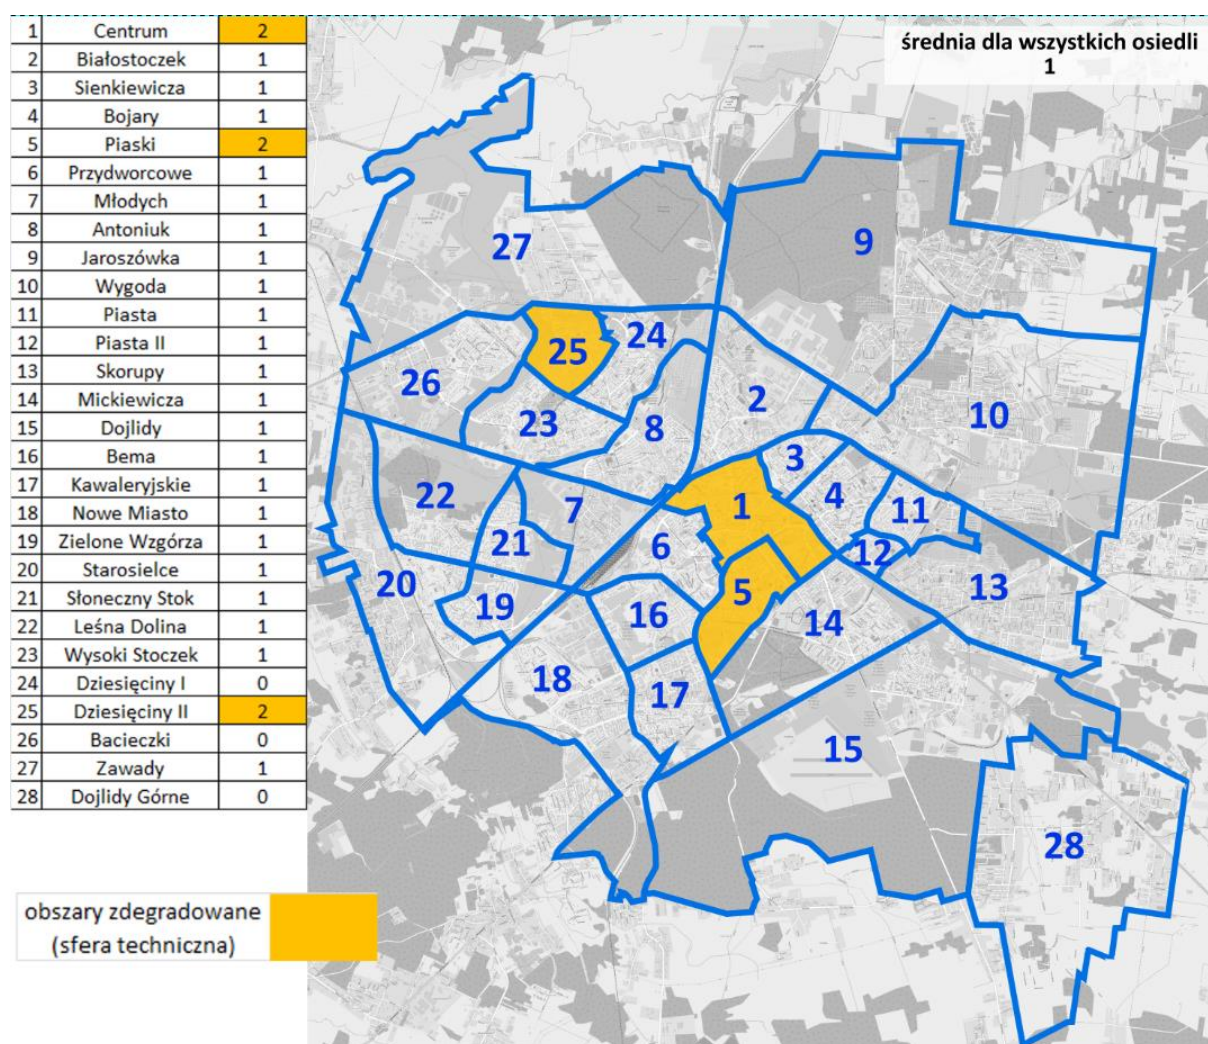 1 Centrum 2
2 Białostoczek 1
3 Sienkiewicza 1
4 Bojary 1
5 Piaski 2
6 Przydworcowe 1
7 Młodych 1
8 Antoniuk 1
9 Jaroszówka 1
10 Wygoda 1
11 Piasta 1
12 Piasta II 1
13 Skorupy 1
14 Mickiewicza 1
15 Dojlidy 1
16 Bema 1
17 Kawaleryjskie 1
18 Nowe Miasto 1
19 Zielone Wzgórza 1
20 Starosielce 1
21 Słoneczny Stok 1
22 Leśna Dolina 1
23 Wysoki Stoczek 1
24 Dziesięciny I 0
25 Dziesięciny II 2
26 Bacieczki 0
27 Zawady 1
28 Dojlidy Górne 0
obszary zdegradowane
(sfera techniczna)
średnia dla wszystkich osiedli
1
27
9
24
25
26
2
10
23
8
3
22
1
4
11
7
21
6
12
20
13
19
5
16
14
18
17
15
28